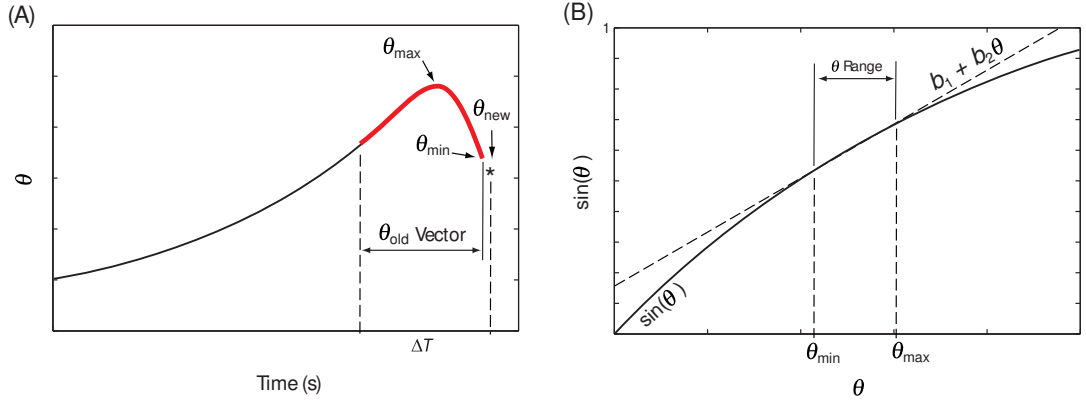 (A)
θmax
θnew
θmin
*
θ
θold Vector
ΔT
Time (s)
(B)
1
θ Range
b1 + b2θ
sin(θ)
sin(θ)
θmin
θmax
θ